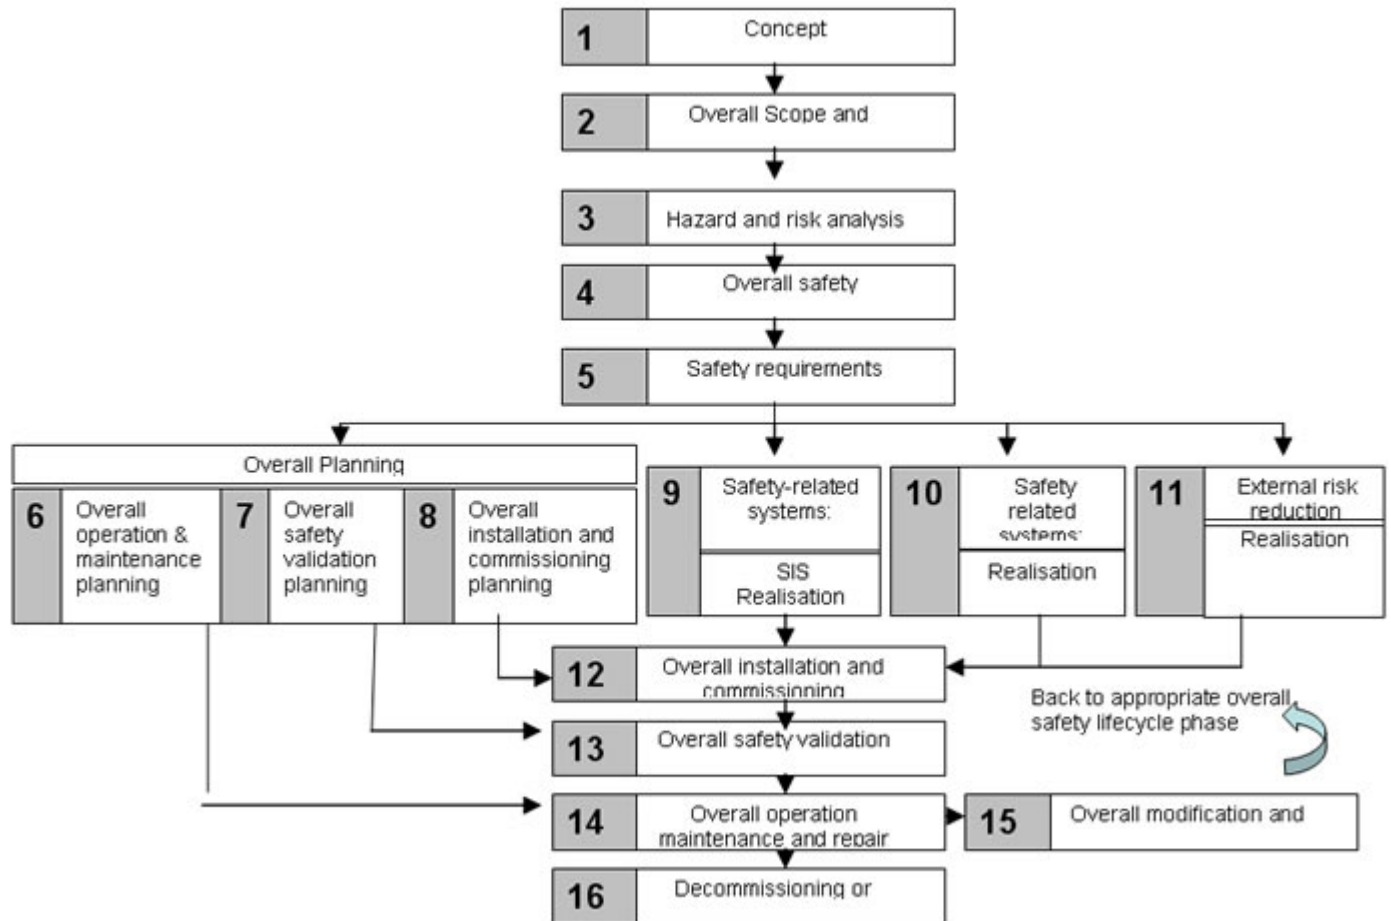 1
Concept
2
Overall Scope and
3
Hazard and risk analysis
4
Overall safety
5
Safety requirements
Overall Planning
6
Overall
operation &
maintenance
planning
7
Overall
safety
validation
planning
8
Overall
installation and
commissioning
planning
9
Safety-related
systems:
SIS
Realisation
10
Safety
related
systems:
Realisation
11
External risk
reduction
Realisation
12
Overall installation and
commissioning
Back to appropriate overall
safety lifecycle phase
13
Overall safety validation
14
Overall operation
maintenance and repair
15
Overall modification and
16
Decommissioning or